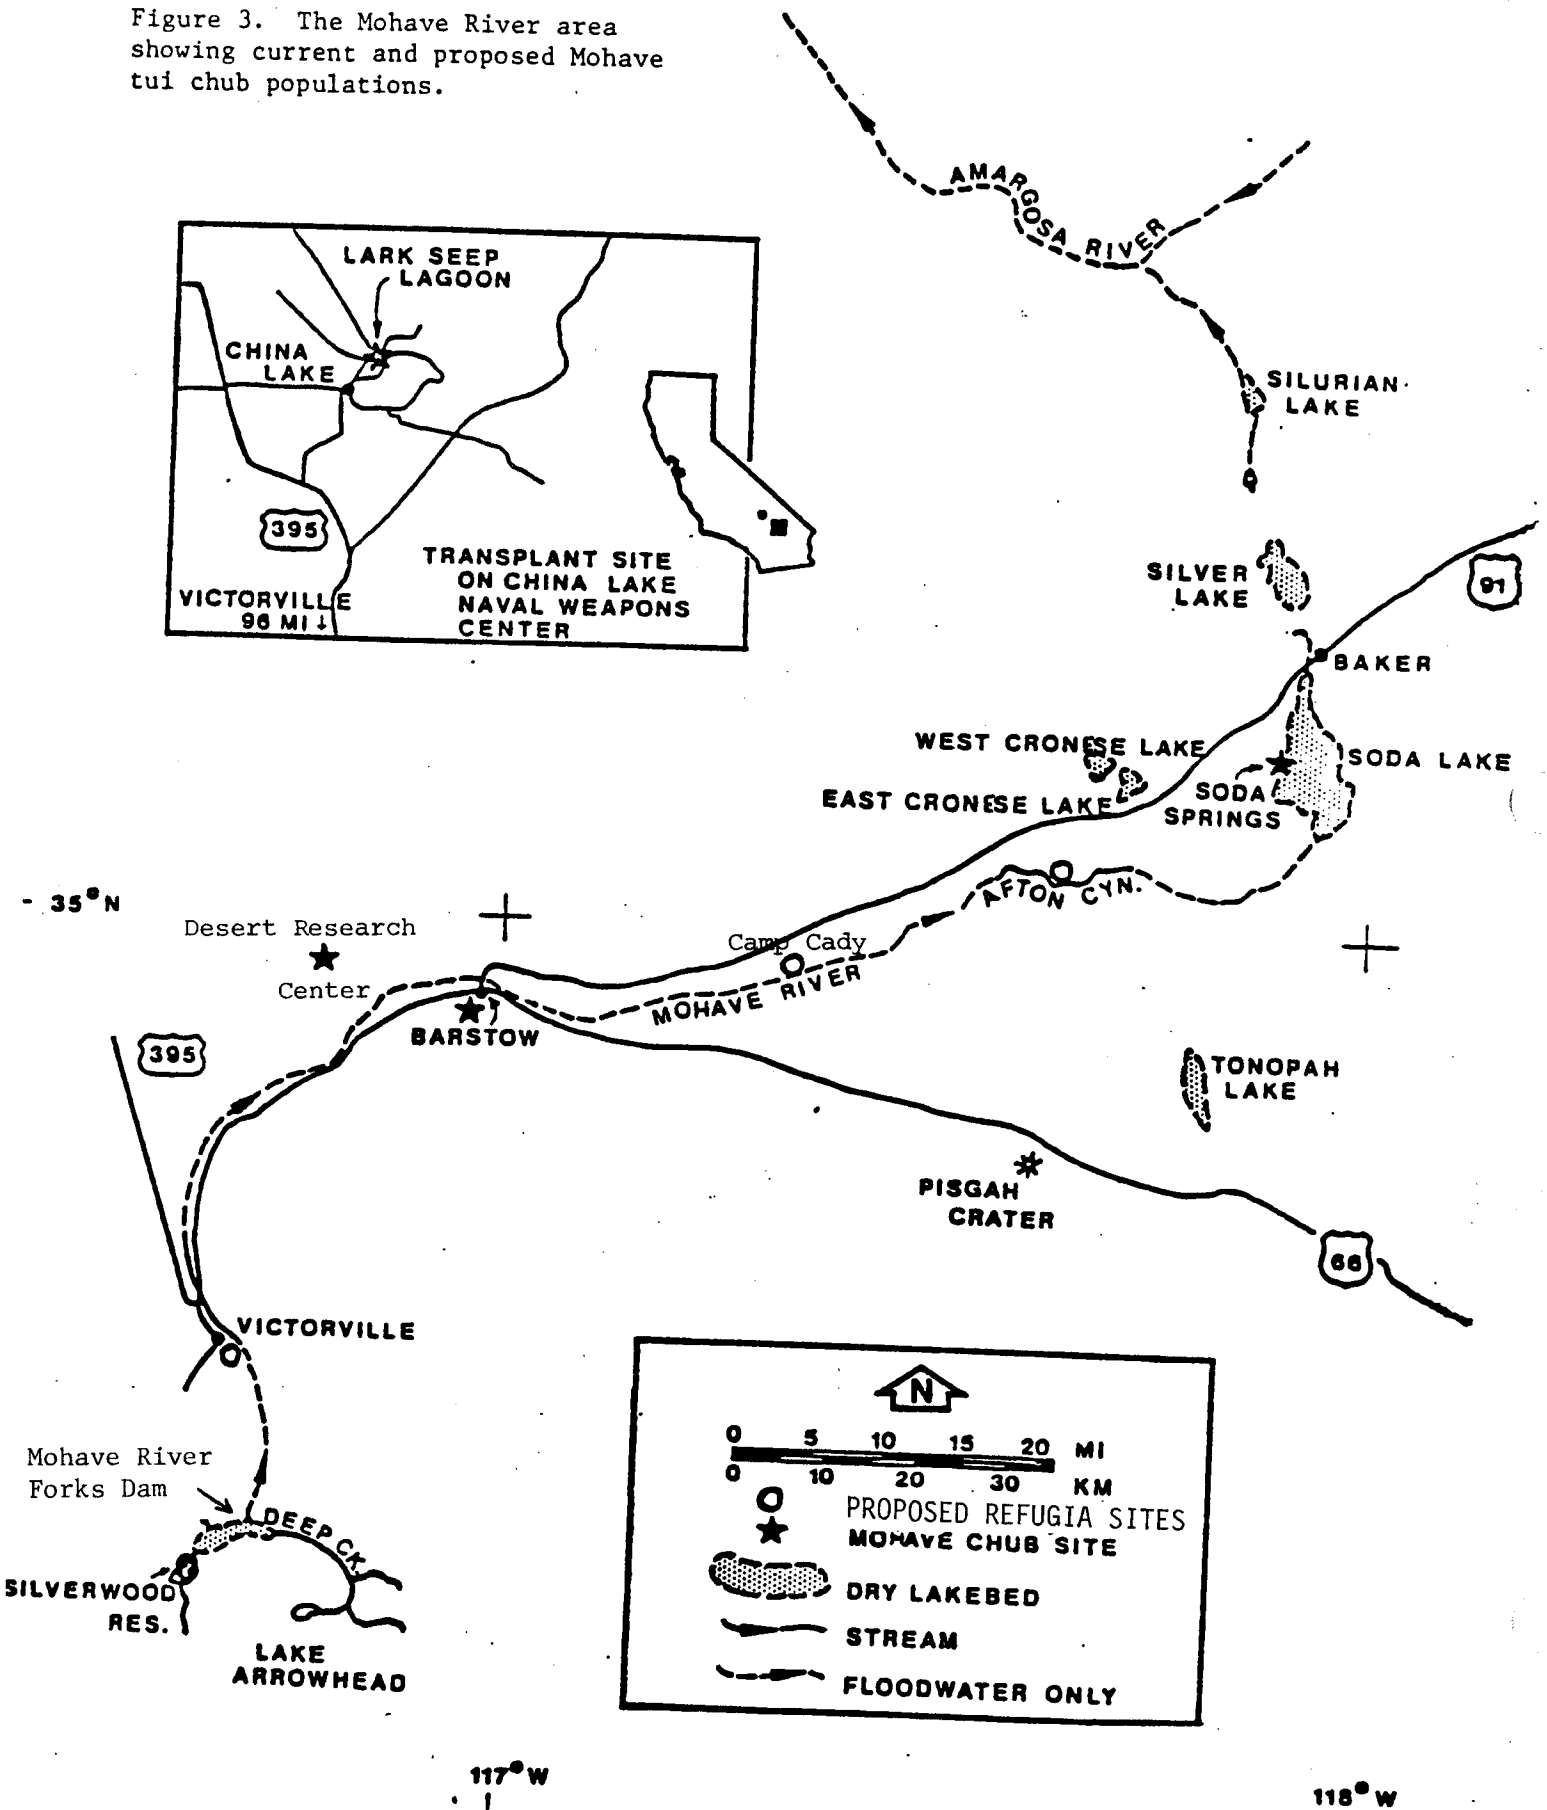 Figure 3. The Mohave River area
showing current and proposed Mohave
tui chub populations.
AMARGOSA RIVER
LARK SEEP
LAGOON
CHINA
LAKE
395
VICTORVILLE
96 MI ↓
TRANSPLANT SITE
ON CHINA LAKE
NAVAL WEAPONS
CENTER
SILURIAN
LAKE
SILVER
LAKE
91
BAKER
WEST CRONESE LAKE
SODA LAKE
EAST CRONESE LAKE
SODA
SPRINGS
AFTON CYN.
- 35°N
Desert Research
Center
Camp Cady
MOHAVE RIVER
BARSTOW
395
TONOPAH
LAKE
PISGAH
CRATER
66
VICTORVILLE
Mohave River
Forks Dam
DEEP CK.
SILVERWOOD
RES.
LAKE
ARROWHEAD
N
0 5 10 15 20 MI
0 10 20 30 KM
PROPOSED REFUGIA SITES
MOHAVE CHUB SITE
DRY LAKEBED
STREAM
FLOODWATER ONLY
117°W
118°W